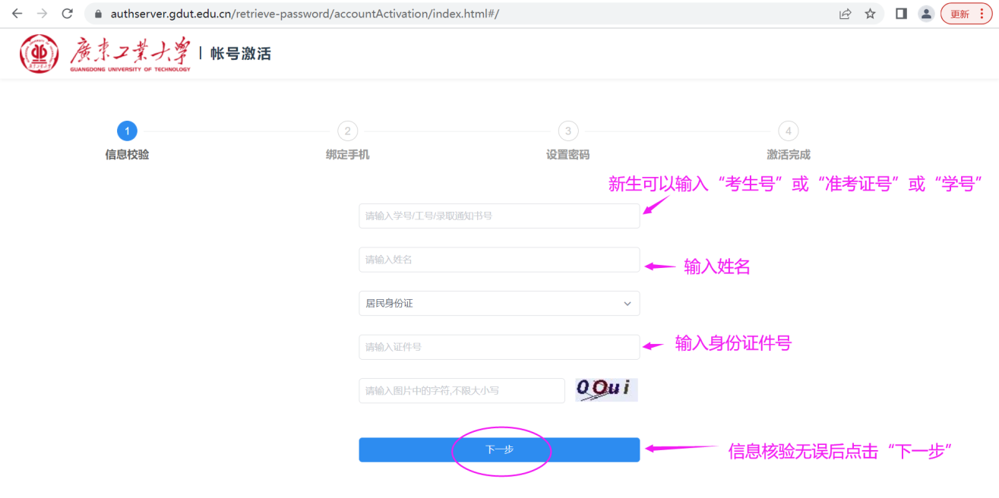 authserver.gdut.edu.cn/retrieve-password/accountActivation/index.html#/
更新
廣東工業大學
GUANGDONG UNIVERSITY OF TECHNOLOGY
帐号激活
1 2 3 4
信息校验 绑定手机 设置密码 激活完成
新生可以输入“考生号”或“准考证号”或“学号”
请输入学号/工号/录取通知书号
请输入姓名
输入姓名
居民身份证
请输入证件号
输入身份证件号
请输入图片中的字符,不限大小写
0Oui
下一步
信息核验无误后点击“下一步”